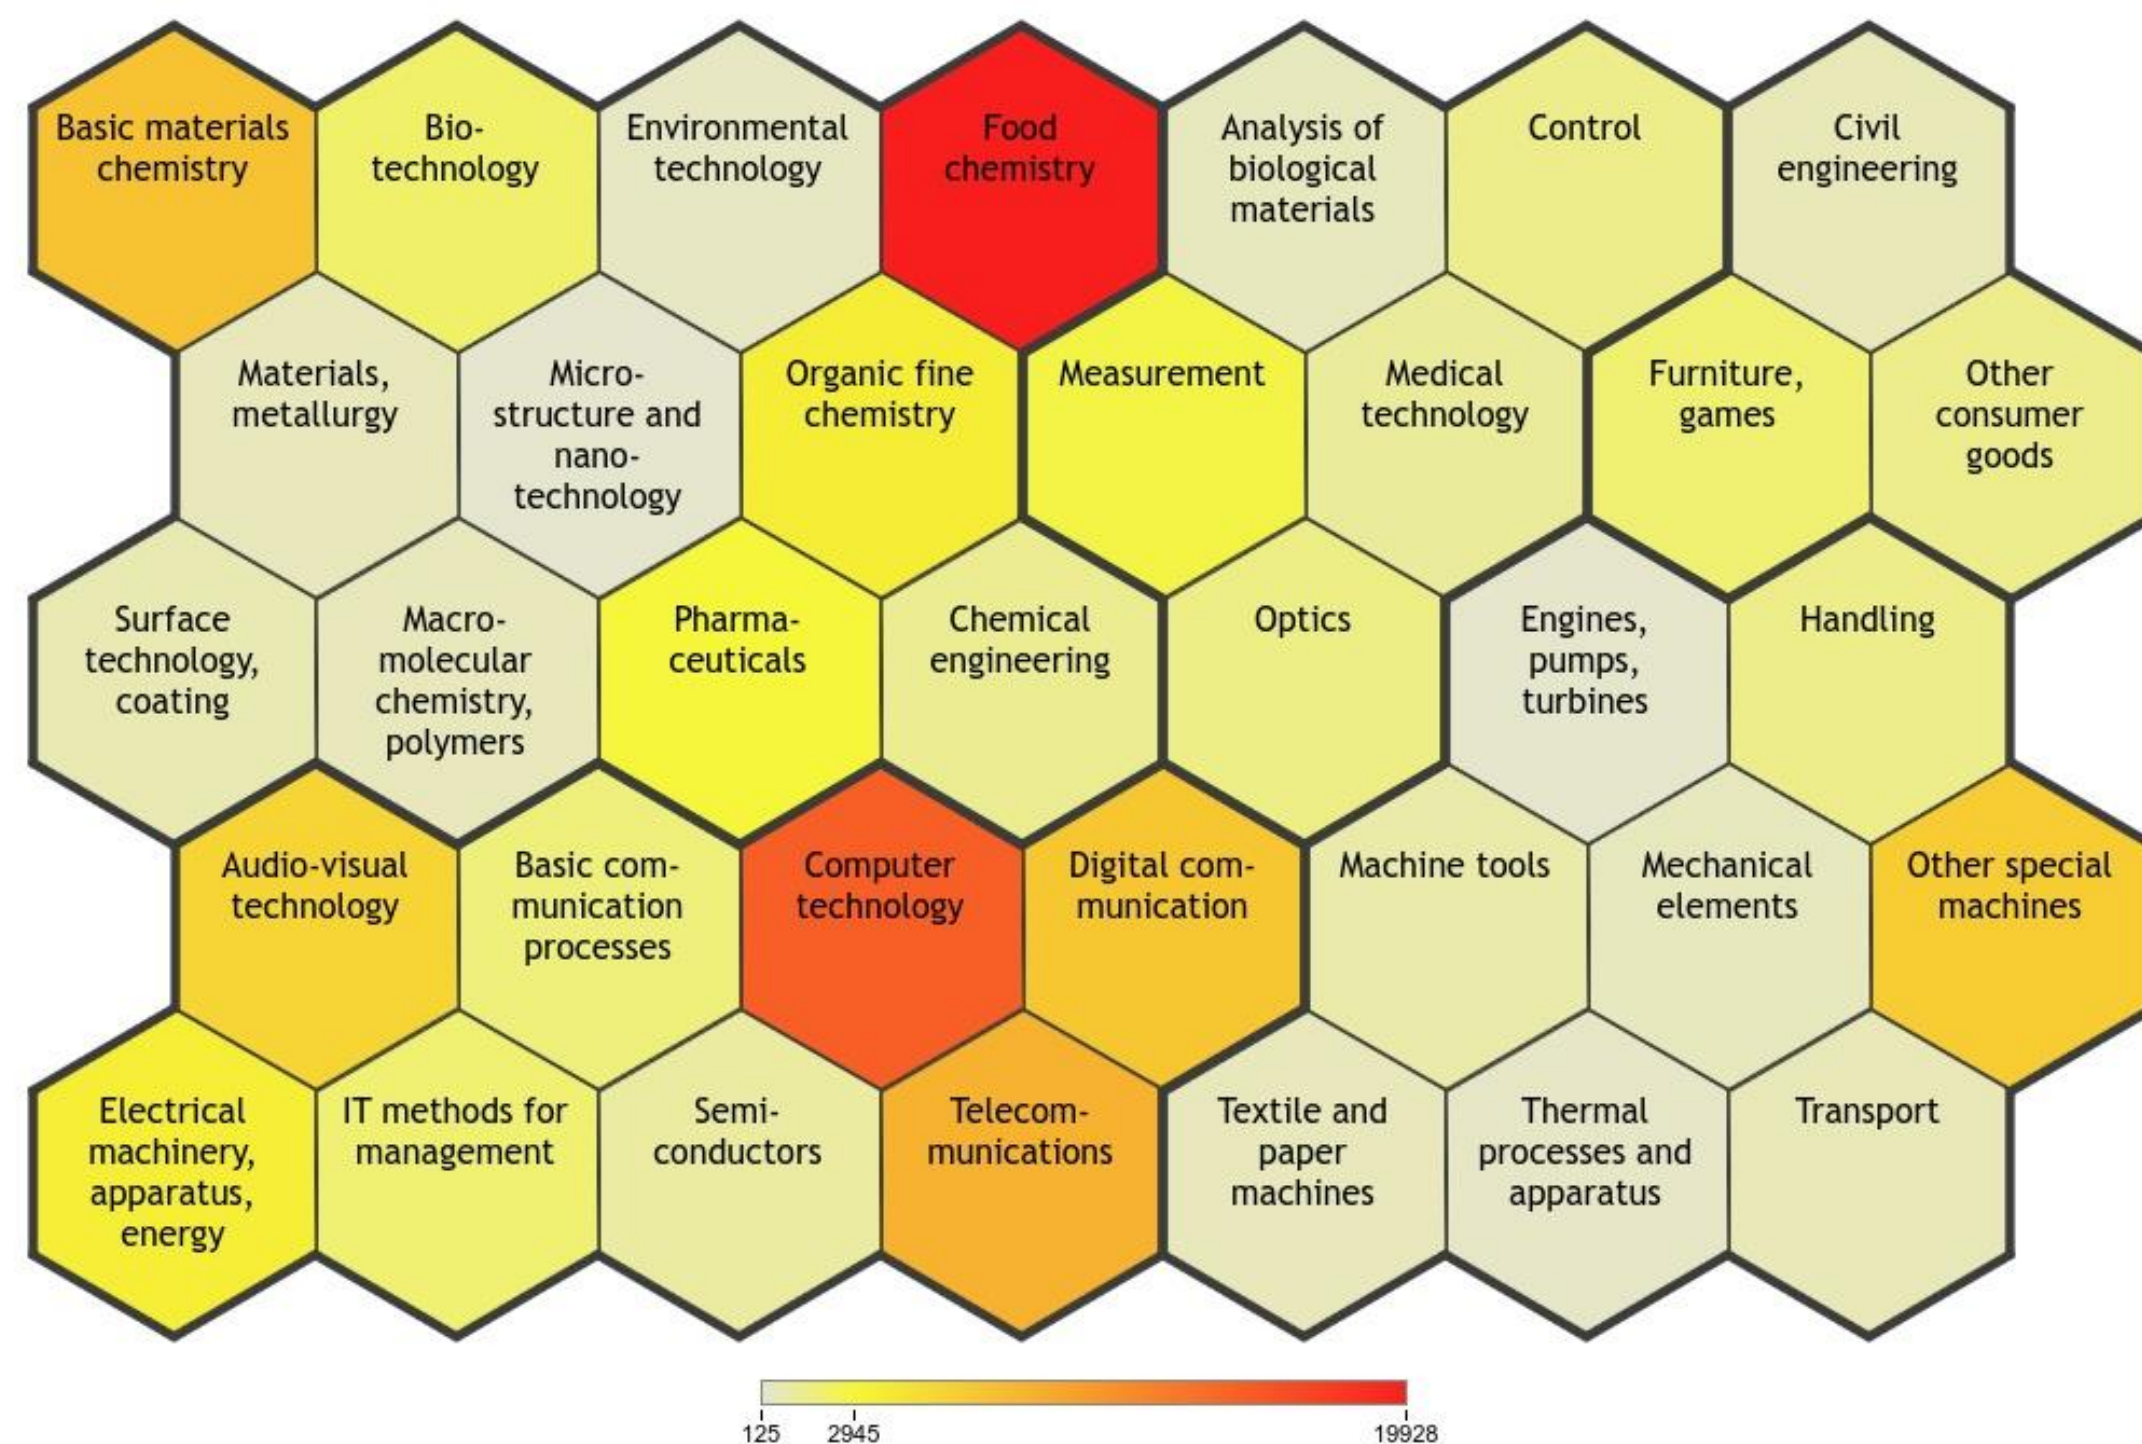 Basic materials
chemistry
Bio-
technology
Environmental
technology
Food
chemistry
Analysis of
biological
materials
Control
Civil
engineering
Materials,
metallurgy
Micro-
structure and
nano-
technology
Organic fine
chemistry
Measurement
Medical
technology
Furniture,
games
Other
consumer
goods
Surface
technology,
coating
Macro-
molecular
chemistry,
polymers
Pharma-
ceuticals
Chemical
engineering
Optics
Engines,
pumps,
turbines
Handling
Audio-visual
technology
Basic com-
munication
processes
Computer
technology
Digital com-
munication
Machine tools
Mechanical
elements
Other special
machines
Electrical
machinery,
apparatus,
energy
IT methods for
management
Semi-
conductors
Telecom-
munications
Textile and
paper
machines
Thermal
processes and
apparatus
Transport
125 2945 19928